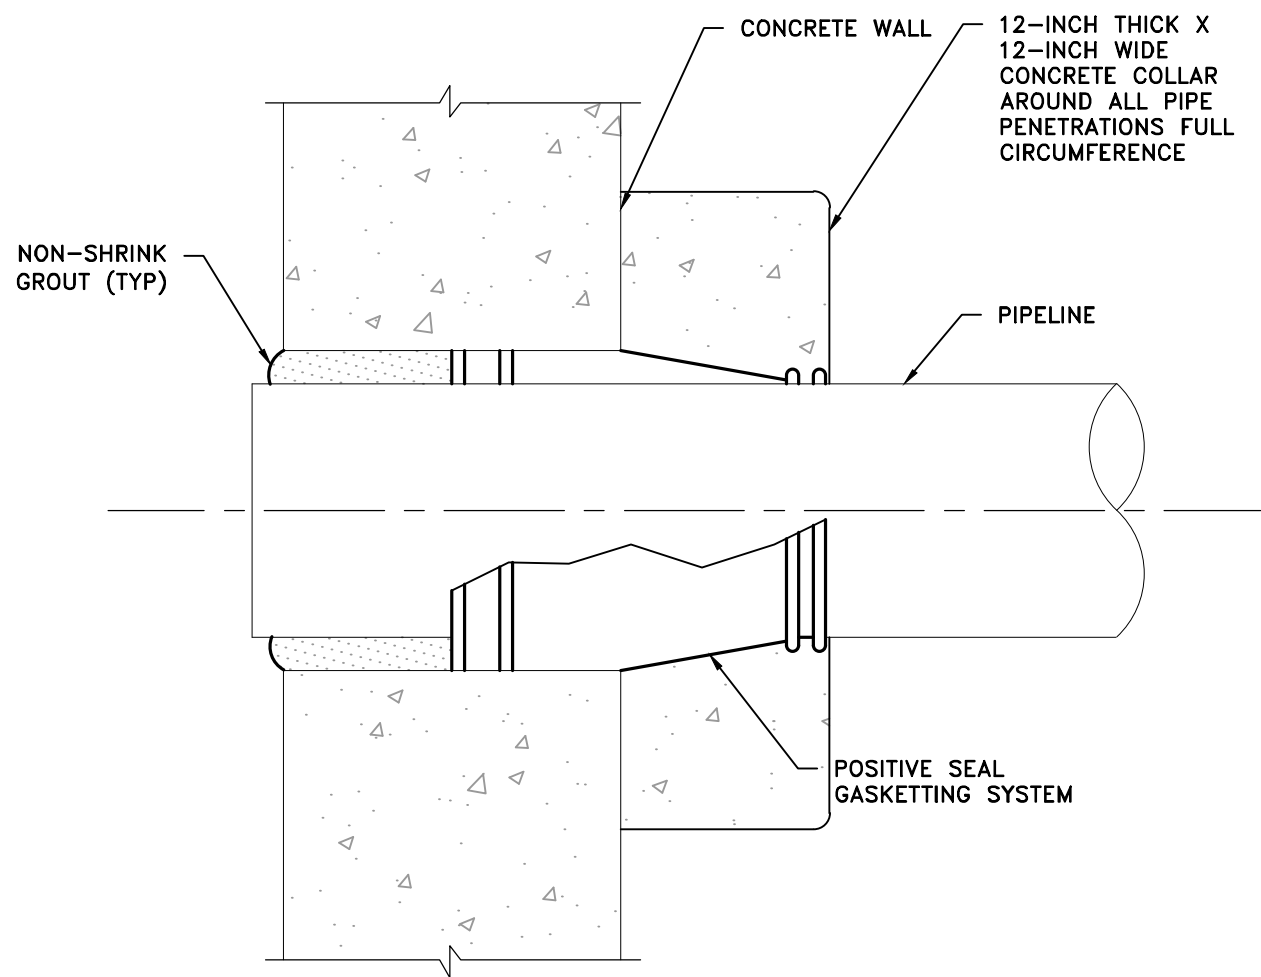 CONCRETE WALL
12-INCH THICK X
12-INCH WIDE
CONCRETE COLLAR
AROUND ALL PIPE
PENETRATIONS FULL
CIRCUMFERENCE
NON-SHRINK
GROUT (TYP)
PIPELINE
POSITIVE SEAL
GASKETTING SYSTEM